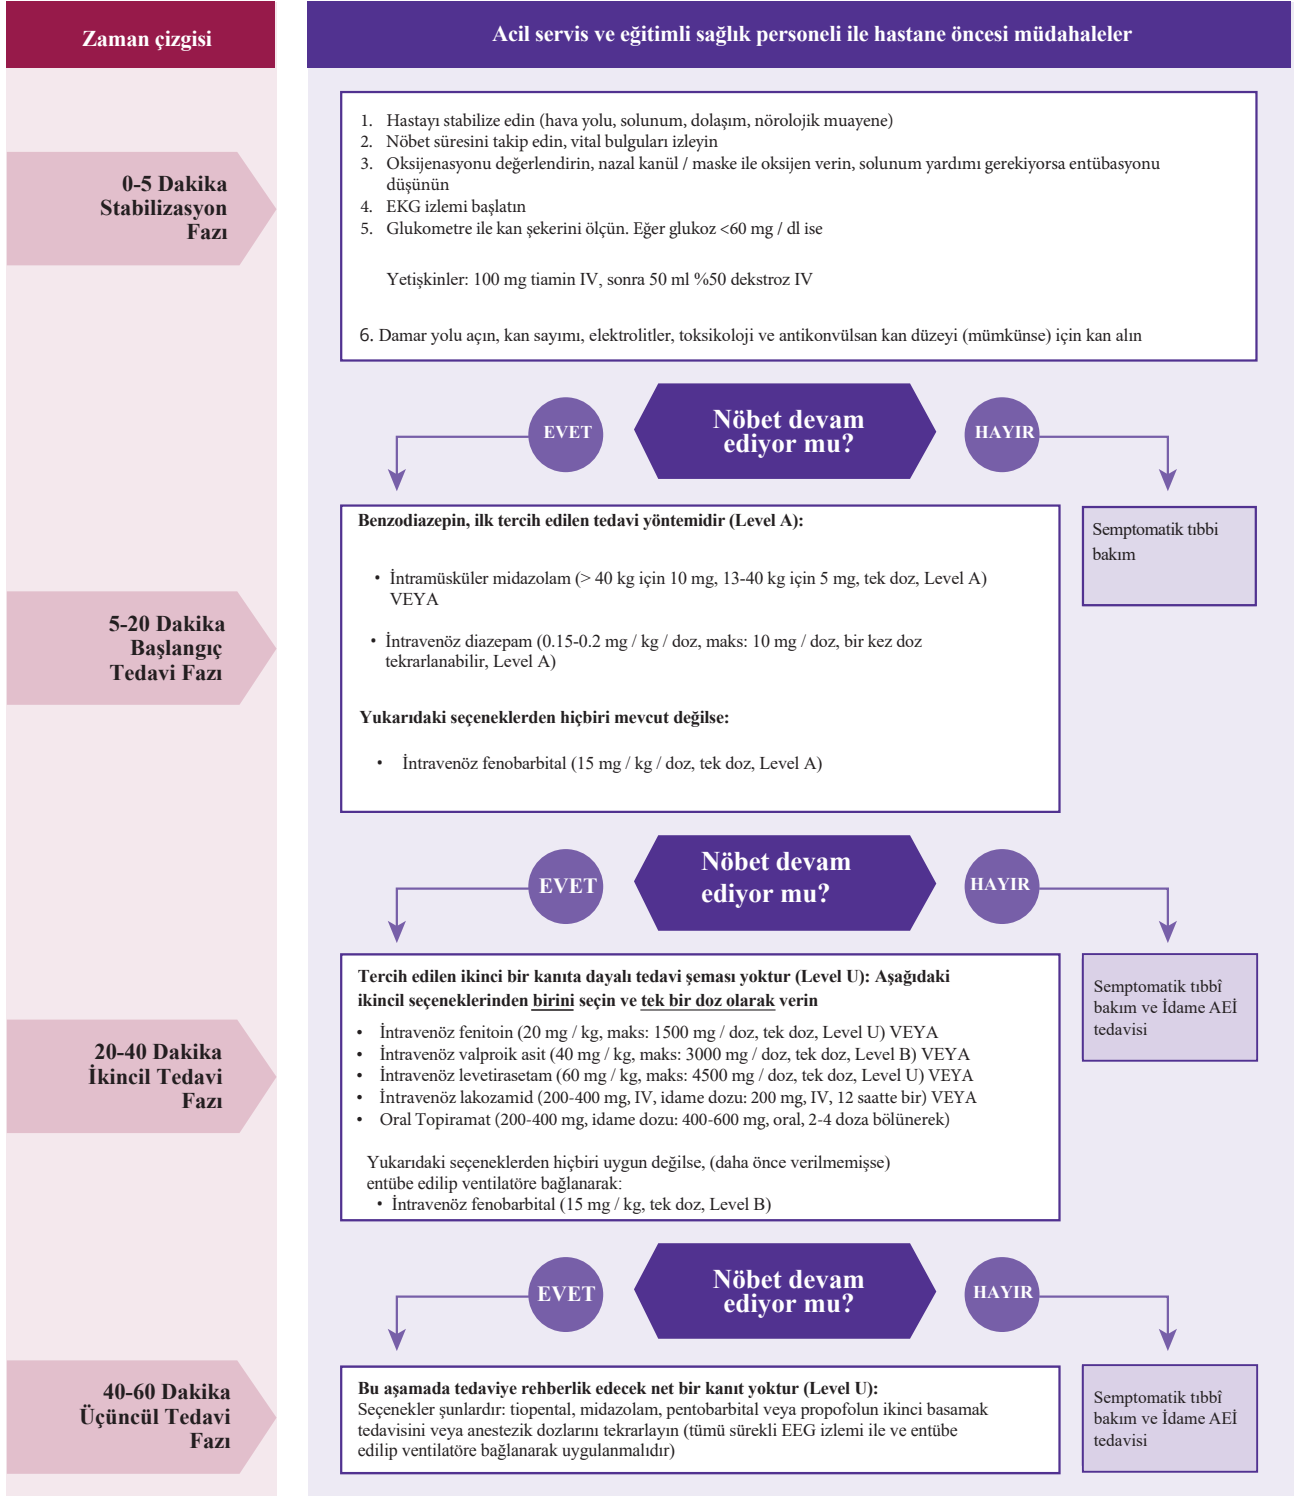 Zaman çizgisi
Acil servis ve eğitimli sağlık personeli ile hastane öncesi müdahaleler
0-5 Dakika
Stabilizasyon
Fazı
1. Hastayı stabilize edin (hava yolu, solunum, dolaşım, nörolojik muayene)
2. Nöbet süresini takip edin, vital bulguları izleyin
3. Oksijenasyonu değerlendirin, nazal kanül / maske ile oksijen verin, solunum yardımı gerekiyorsa entübasyonu
düşünün
4. EKG izlemi başlatın
5. Glukometre ile kan şekerini ölçün. Eğer glukoz <60 mg / dl ise
Yetişkinler: 100 mg tiamin IV, sonra 50 ml %50 dekstroz IV
6. Damar yolu açın, kan sayımı, elektrolitler, toksikoloji ve antikonvülsan kan düzeyi (mümkünse) için kan alın
EVET
Nöbet devam
ediyor mu?
HAYIR
5-20 Dakika
Başlangıç
Tedavi Fazı
Benzodiazepin, ilk tercih edilen tedavi yöntemidir (Level A):
• İntramüsküler midazolam (> 40 kg için 10 mg, 13-40 kg için 5 mg, tek doz, Level A)
VEYA
• İntravenöz diazepam (0.15-0.2 mg / kg / doz, maks: 10 mg / doz, bir kez doz
tekrarlanabilir, Level A)
Yukarıdaki seçeneklerden hiçbiri mevcut değilse:
• İntravenöz fenobarbital (15 mg / kg / doz, tek doz, Level A)
Semptomatik tıbbi
bakım
EVET
Nöbet devam
ediyor mu?
HAYIR
20-40 Dakika
İkincil Tedavi
Fazı
Tercih edilen ikinci bir kanıta dayalı tedavi şeması yoktur (Level U): Aşağıdaki
ikincil seçeneklerinden birini seçin ve tek bir doz olarak verin
• İntravenöz fenitoin (20 mg / kg, maks: 1500 mg / doz, tek doz, Level U) VEYA
• İntravenöz valproik asit (40 mg / kg, maks: 3000 mg / doz, tek doz, Level B) VEYA
• İntravenöz levetirasetam (60 mg / kg, maks: 4500 mg / doz, tek doz, Level U) VEYA
• İntravenöz lakozamid (200-400 mg, IV, idame dozu: 200 mg, IV, 12 saatte bir) VEYA
• Oral Topiramat (200-400 mg, idame dozu: 400-600 mg, oral, 2-4 doza bölünerek)
Yukarıdaki seçeneklerden hiçbiri uygun değilse, (daha önce verilmemişse)
entübe edilip ventilatöre bağlanarak:
• İntravenöz fenobarbital (15 mg / kg, tek doz, Level B)
Semptomatik tıbbî
bakım ve İdame AEİ
tedavisi
EVET
Nöbet devam
ediyor mu?
HAYIR
40-60 Dakika
Üçüncül Tedavi
Fazı
Bu aşamada tedaviye rehberlik edecek net bir kanıt yoktur (Level U):
Seçenekler şunlardır: tiopental, midazolam, pentobarbital veya propofolun ikinci basamak
tedavisini veya anestezik dozlarını tekrarlayın (tümü sürekli EEG izlemi ile ve entübe
edilip ventilatöre bağlanarak uygulanmalıdır)
Semptomatik tıbbî
bakım ve İdame AEİ
tedavisi